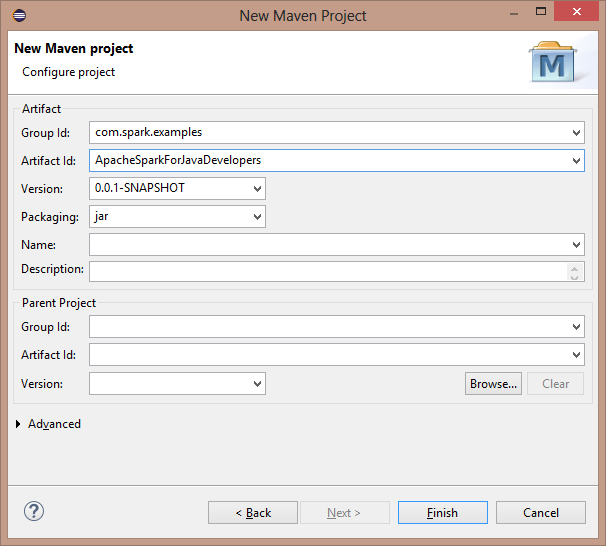 New Maven Project
New Maven project
Configure project
M
Artifact
Group Id: com.spark.examples
Artifact Id: ApacheSparkForJavaDevelopers
Version: 0.0.1-SNAPSHOT
Packaging: jar
Name:
Description:
Parent Project
Group Id:
Artifact Id:
Version: Browse... Clear
Advanced
? < Back Next > Finish Cancel